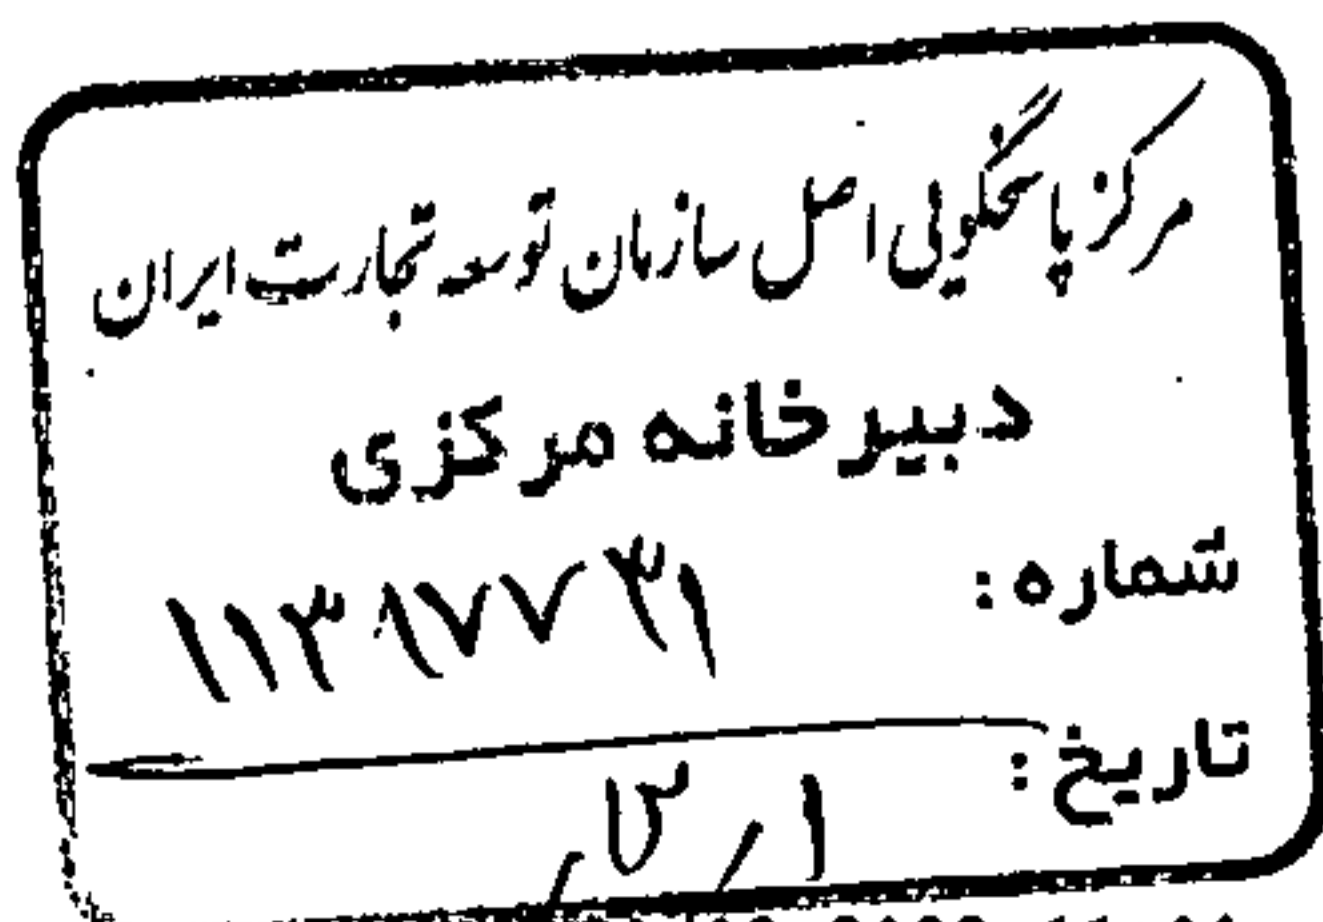 مرکز پاسخگویی اصل سازمان توسعه تجارت ایران
دبیرخانه مرکزی
شماره: ۱۱۳۸۷۷۳۱
تاریخ: